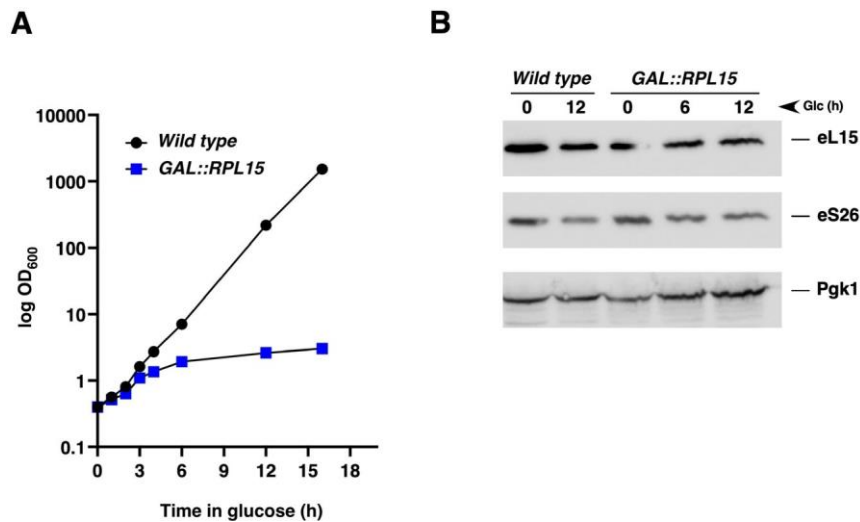 A
B
Wild type
GAL::RPL15
0
12
0
6
12
Glc (h)
eL15
eS26
Pgk1
10000
1000
100
10
1
0.1
log OD600
Wild type
GAL::RPL15
0
3
6
9
12
15
18
Time in glucose (h)